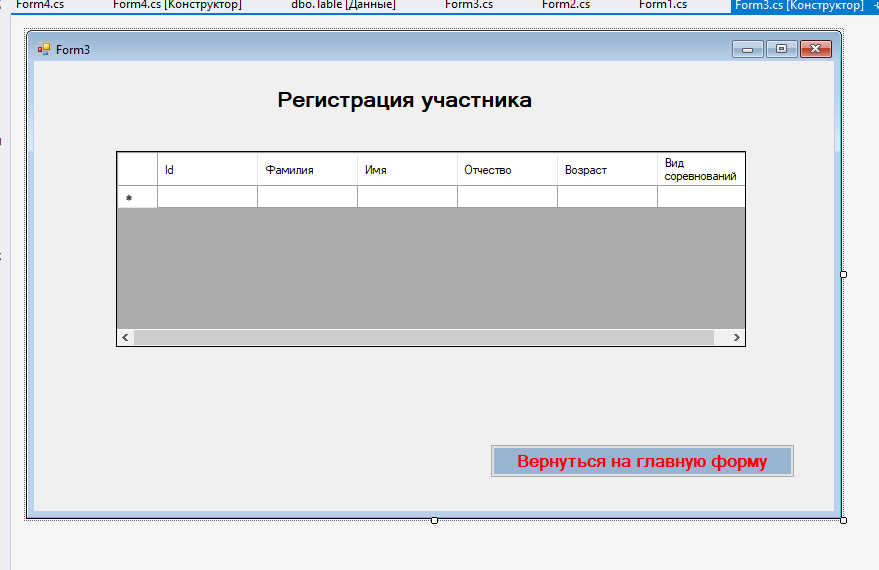 Form4.cs Form4.cs [Конструктор] dbo.Table [Данные] Form3.cs Form2.cs Form1.cs Form3.cs [Конструктор]
Form3
Регистрация участника
Id Фамилия Имя Отчество Возраст Вид
соревнований
Вернуться на главную форму